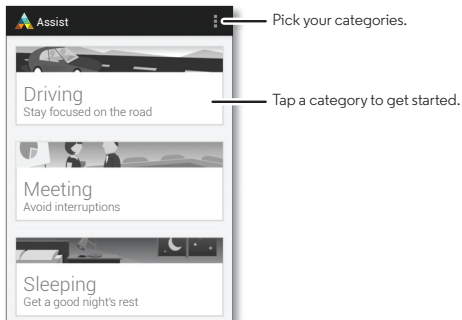 Assist
Pick your categories.
Driving
Stay focused on the road
Tap a category to get started.
Meeting
Avoid interruptions
Sleeping
Get a good night's rest